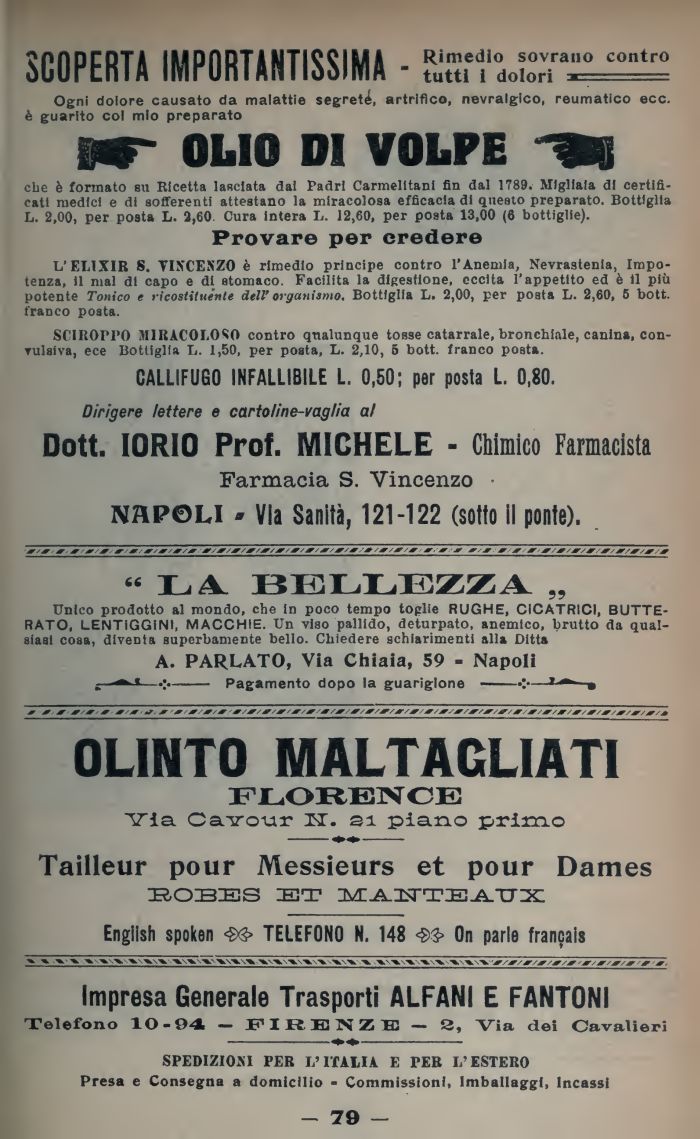 SCOPERTA IMPORTANTISSIMA - Rimedio sovrano contro
tutti i dolori
Ogni dolore causato da malattie segreté, artrifico, nevralgico, reumatico ecc.
è guarito col mio preparato
OLIO DI VOLPE
che è formato su Ricetta lasciata dai Padri Carmelitani fin dal 1789. Migliaia di certifi-
cati medici e di sofferenti attestano la miracolosa efficacia di questo preparato. Bottiglia
L. 2,00, per posta L. 2,60. Cura intera L. 12,60, per posta 13,00 (6 bottiglie).
Provare per credere
L'ELIXIR S. VINCENZO è rimedio principe contro l'Anemia, Nevrastenia, Impo-
tenza, il mal di capo e di stomaco. Facilita la digestione, eccita l'appetito ed è il più
potente Tonico e ricostituente dell'organismo. Bottiglia L. 2,00, per posta L. 2,60, 5 bott.
franco posta.
SCIROPPO MIRACOLOSO contro qualunque tosse catarrale, bronchiale, canina, con-
vulsiva, ece Bottiglia L. 1,50, per posta, L. 2,10, 5 bott. franco posta.
CALLIFUGO INFALLIBILE L. 0,50; per posta L. 0,80.
Dirigere lettere e cartoline-vaglia al
Dott. IORIO Prof. MICHELE - Chimico Farmacista
Farmacia S. Vincenzo
NAPOLI - Via Sanità, 121-122 (sotto il ponte).
“ LA BELLEZZA „
Unico prodotto al mondo, che in poco tempo toglie RUGHE, CICATRICI, BUTTE-
RATO, LENTIGGINI, MACCHIE. Un viso pallido, deturpato, anemico, brutto da qual-
siasi cosa, diventa superbamente bello. Chiedere schiarimenti alla Ditta
A. PARLATO, Via Chiaia, 59 - Napoli
Pagamento dopo la guarigione
OLINTO MALTAGLIATI
FLORENCE
Via Cavour N. 21 piano primo
Tailleur pour Messieurs et pour Dames
ROBES ET MANTEAUX
English spoken TELEFONO N. 148 On parle français
Impresa Generale Trasporti ALFANI E FANTONI
Telefono 10-94 — FIRENZE — 2, Via dei Cavalieri
SPEDIZIONI PER L'ITALIA E PER L'ESTERO
Presa e Consegna a domicilio - Commissioni, Imballaggi, Incassi
— 79 —